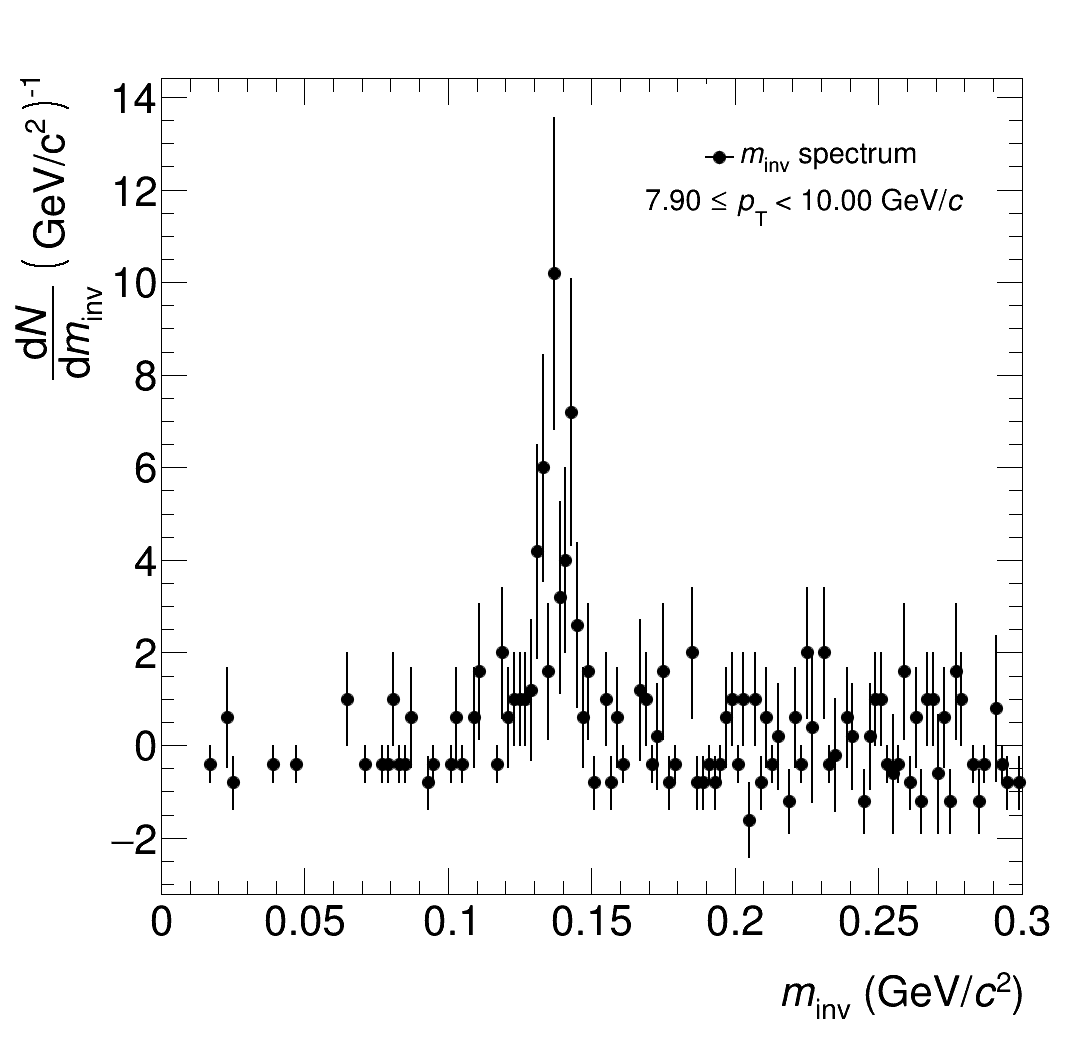 dN/dm_inv (GeV/c²)⁻¹
14
12
10
8
6
4
2
0
−2
m_inv spectrum
7.90 ≤ p_T < 10.00 GeV/c
0 0.05 0.1 0.15 0.2 0.25 0.3
m_inv (GeV/c²)